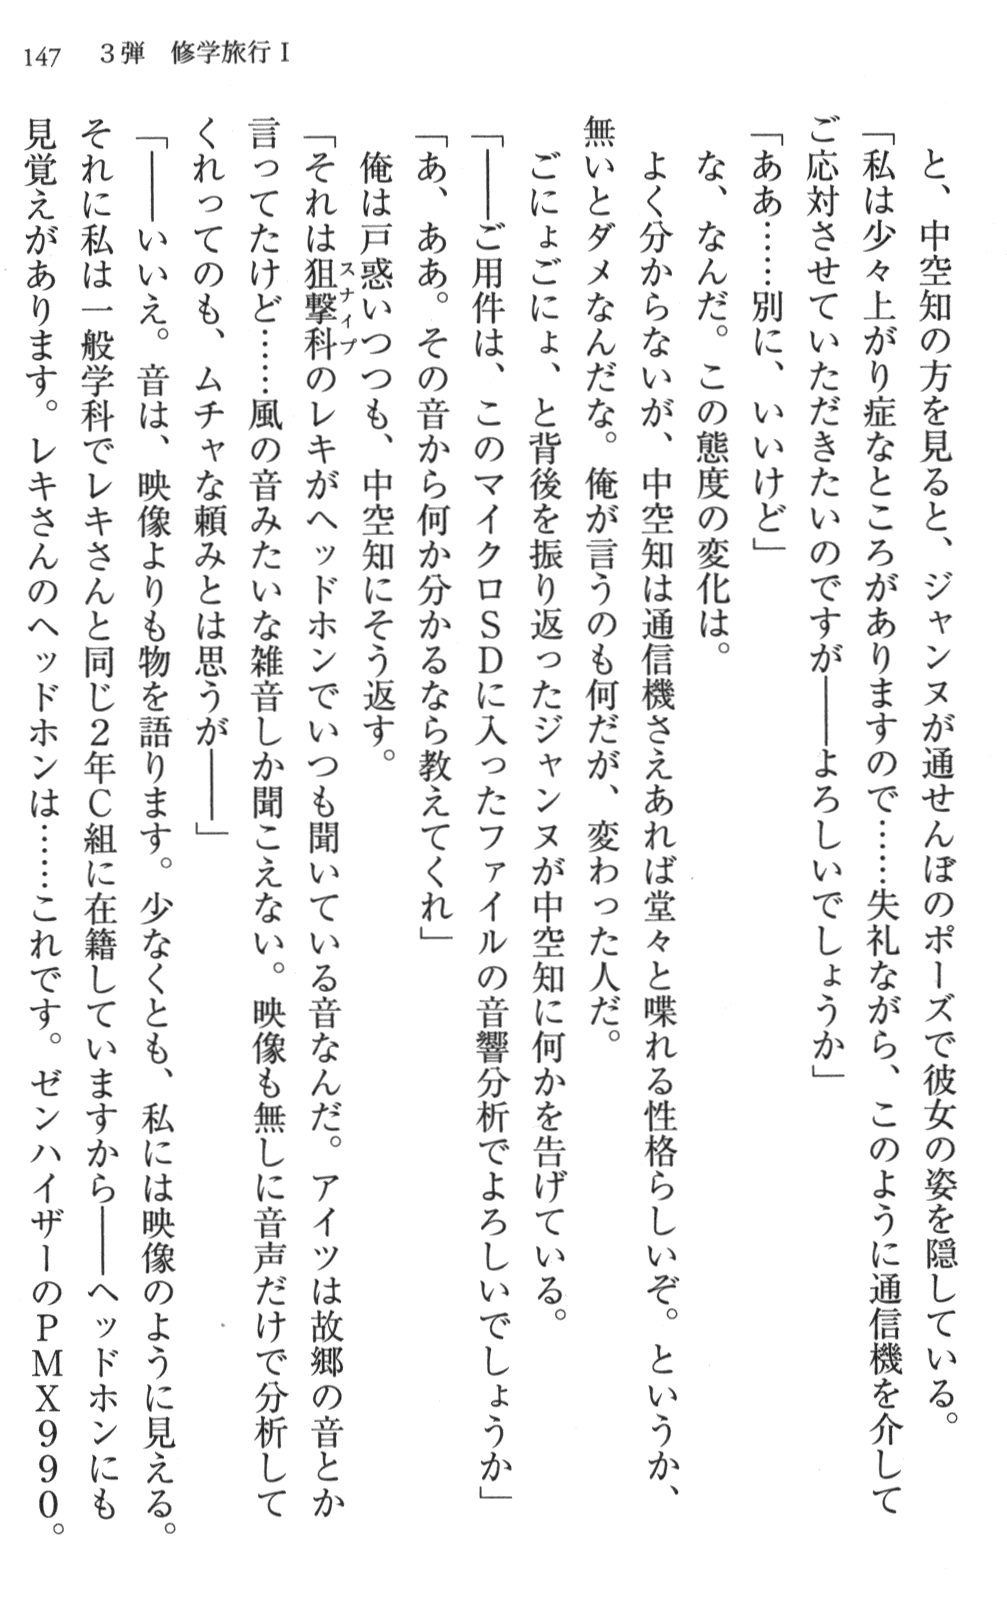 147　3弾　修学旅行Ⅰ
　と、中空知の方を見ると、ジャンヌが通せんぼのポーズで彼女の姿を隠している。
「私は少々上がり症なところがありますので……失礼ながら、このように通信機を介して
ご応対させていただきたいのですが――よろしいでしょうか」
「ああ……別に、いいけど」
　な、なんだ。この態度の変化は。
　よく分からないが、中空知は通信機さえあれば堂々と喋れる性格らしいぞ。というか、
無いとダメなんだな。俺が言うのも何だが、変わった人だ。
　ごにょごにょ、と背後を振り返ったジャンヌが中空知に何かを告げている。
「――ご用件は、このマイクロＳＤに入ったファイルの音響分析でよろしいでしょうか」
「あ、ああ。その音から何か分かるなら教えてくれ」
　俺は戸惑いつつも、中空知にそう返す。
「それは狙撃科スナイプのレキがヘッドホンでいつも聞いている音なんだ。アイツは故郷の音とか
言ってたけど……風の音みたいな雑音しか聞こえない。映像も無しに音声だけで分析して
くれってのも、ムチャな頼みとは思うが――」
「――いいえ。音は、映像よりも物を語ります。少なくとも、私には映像のように見える。
それに私は一般学科でレキさんと同じ２年Ｃ組に在籍していますから――ヘッドホンにも
見覚えがあります。レキさんのヘッドホンは……これです。ゼンハイザーのＰＭＸ９９０。